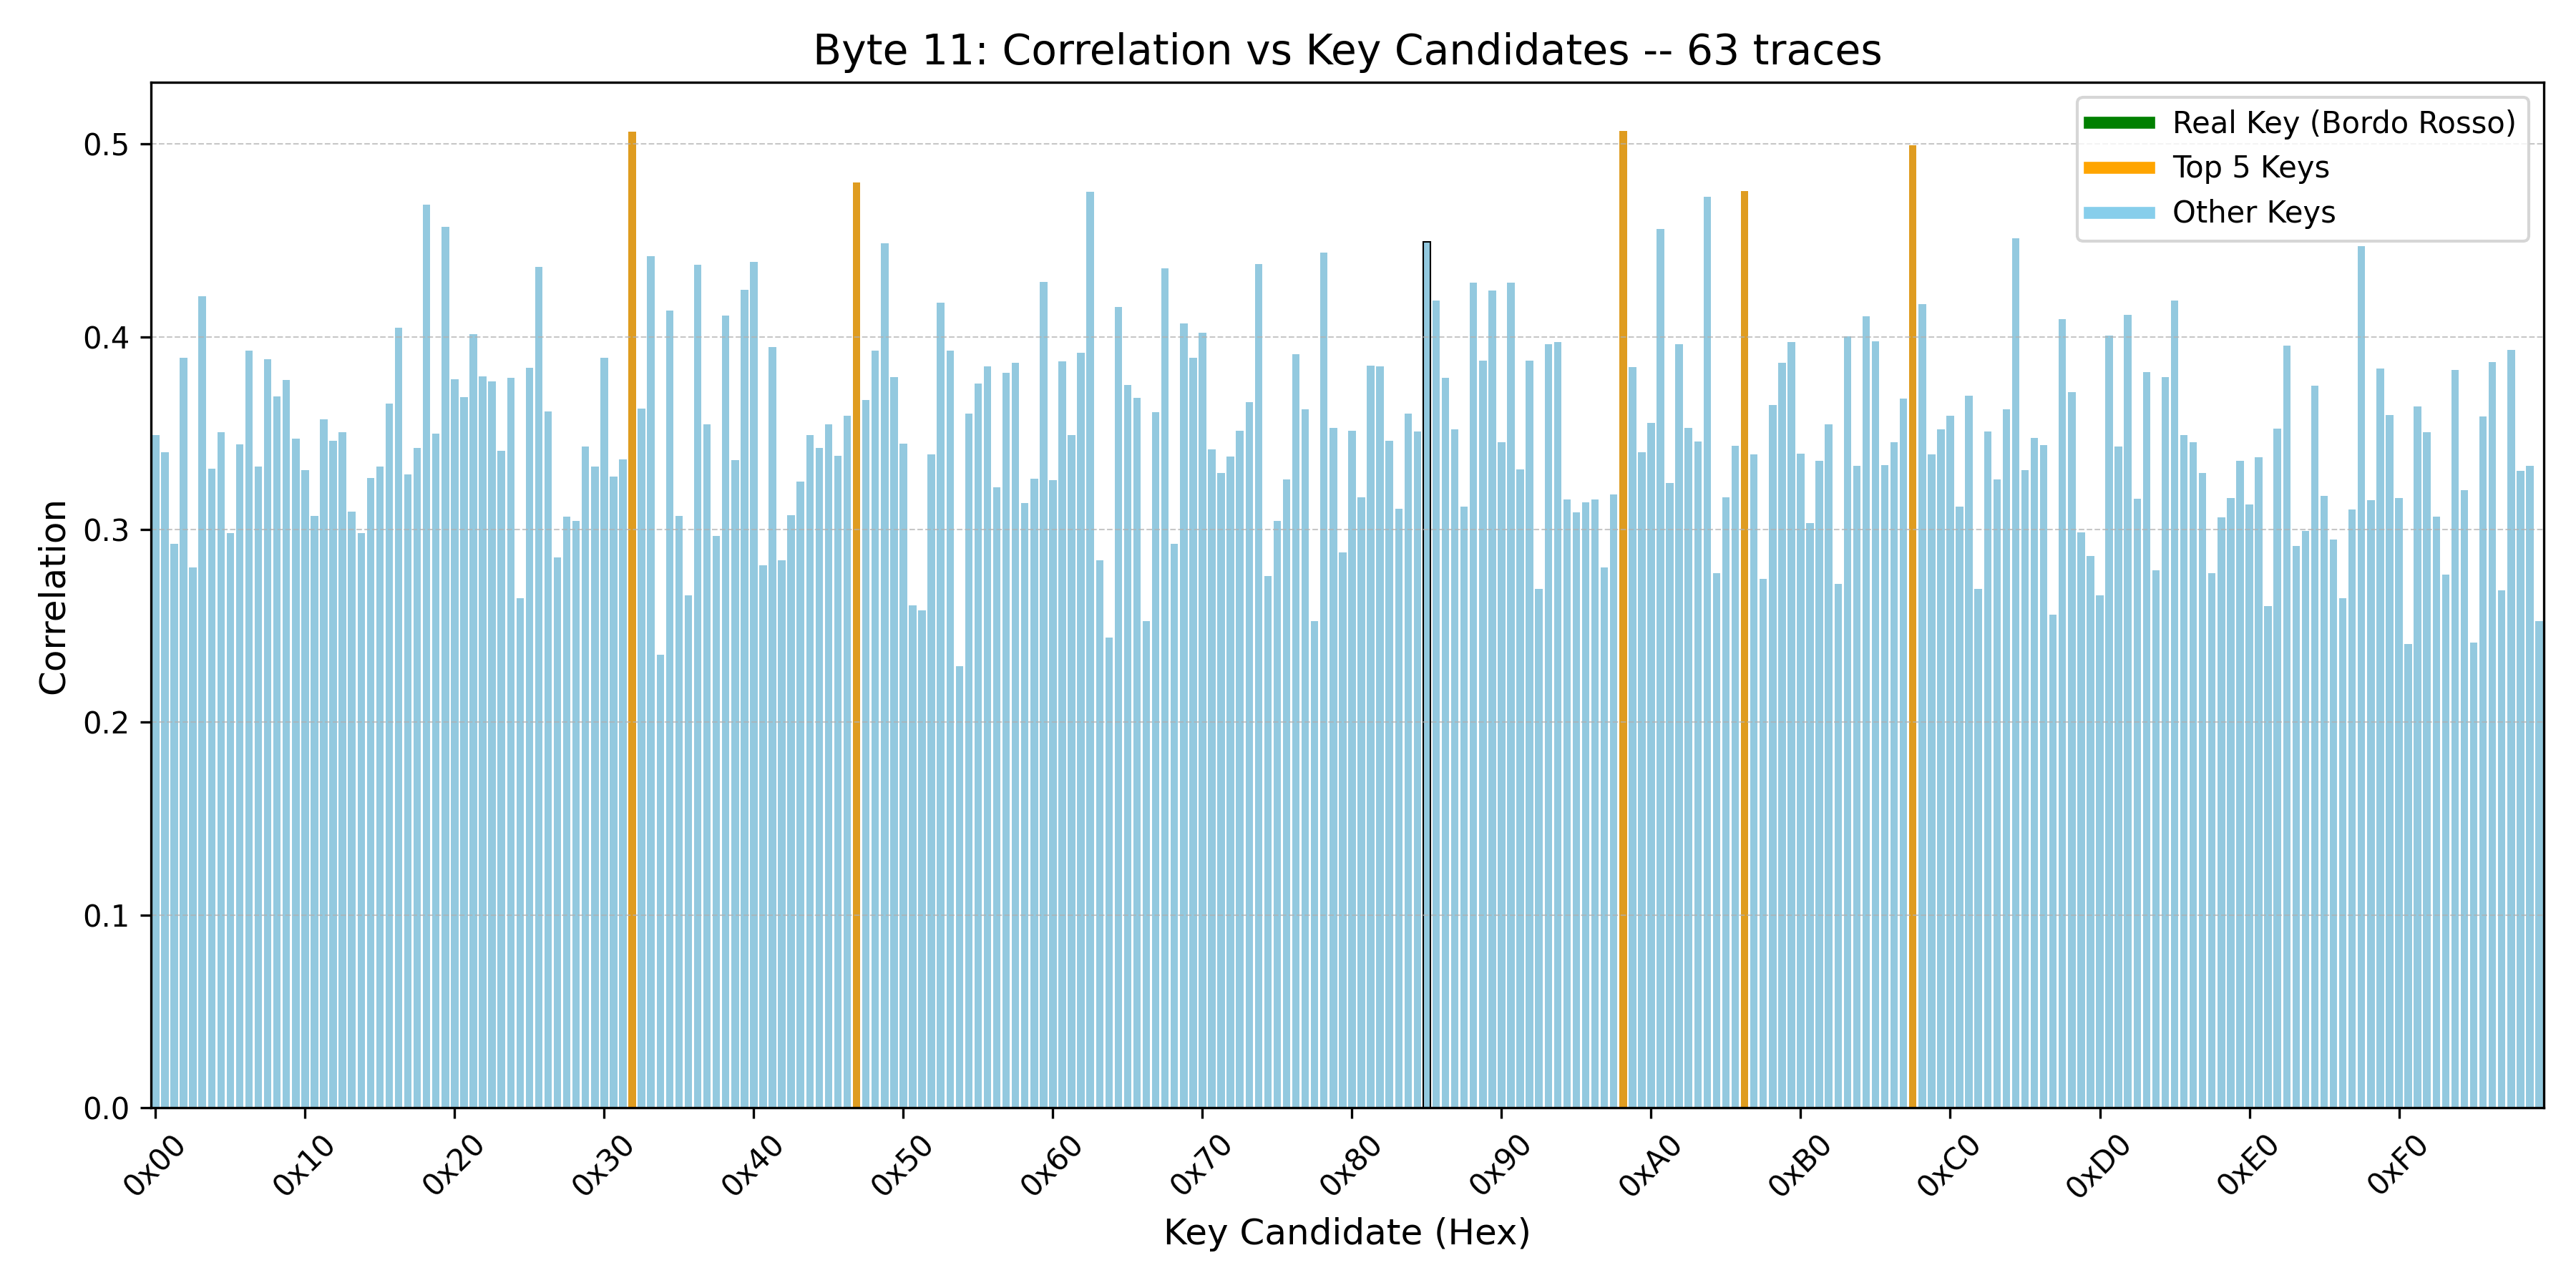 Byte 11: Correlation vs Key Candidates -- 63 traces
Real Key (Bordo Rosso)
Top 5 Keys
Other Keys
Correlation
0.5
0.4
0.3
0.2
0.1
0.0
0x00 0x10 0x20 0x30 0x40 0x50 0x60 0x70 0x80 0x90 0xA0 0xB0 0xC0 0xD0 0xE0 0xF0
Key Candidate (Hex)